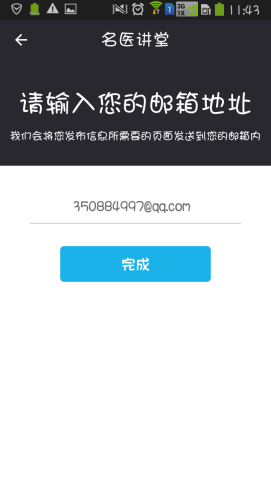 11:43
名医讲堂
请输入您的邮箱地址
我们会将您发布信息所需要的页面发送到您的邮箱内
350884997@qq.com
完成